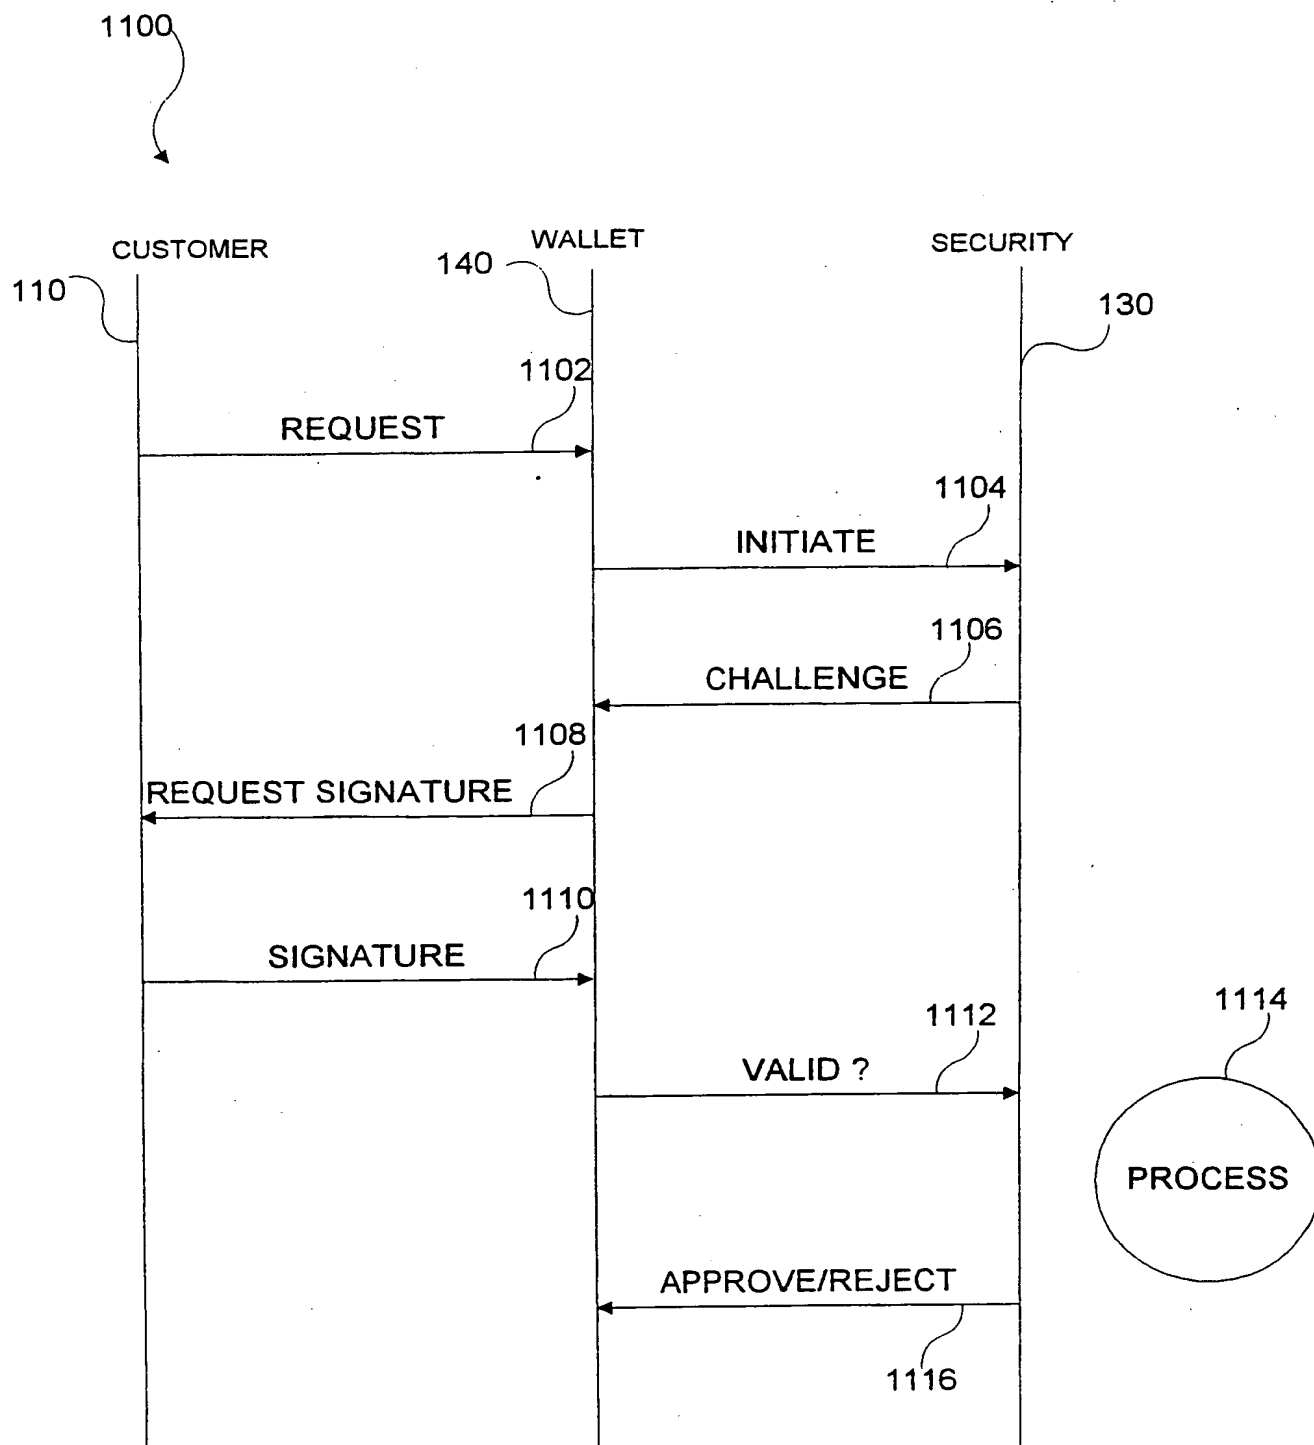 1100
CUSTOMER
WALLET
SECURITY
110
140
130
1102
REQUEST
1104
INITIATE
1106
CHALLENGE
1108
REQUEST SIGNATURE
1110
SIGNATURE
1112
VALID ?
1114
PROCESS
APPROVE/REJECT
1116